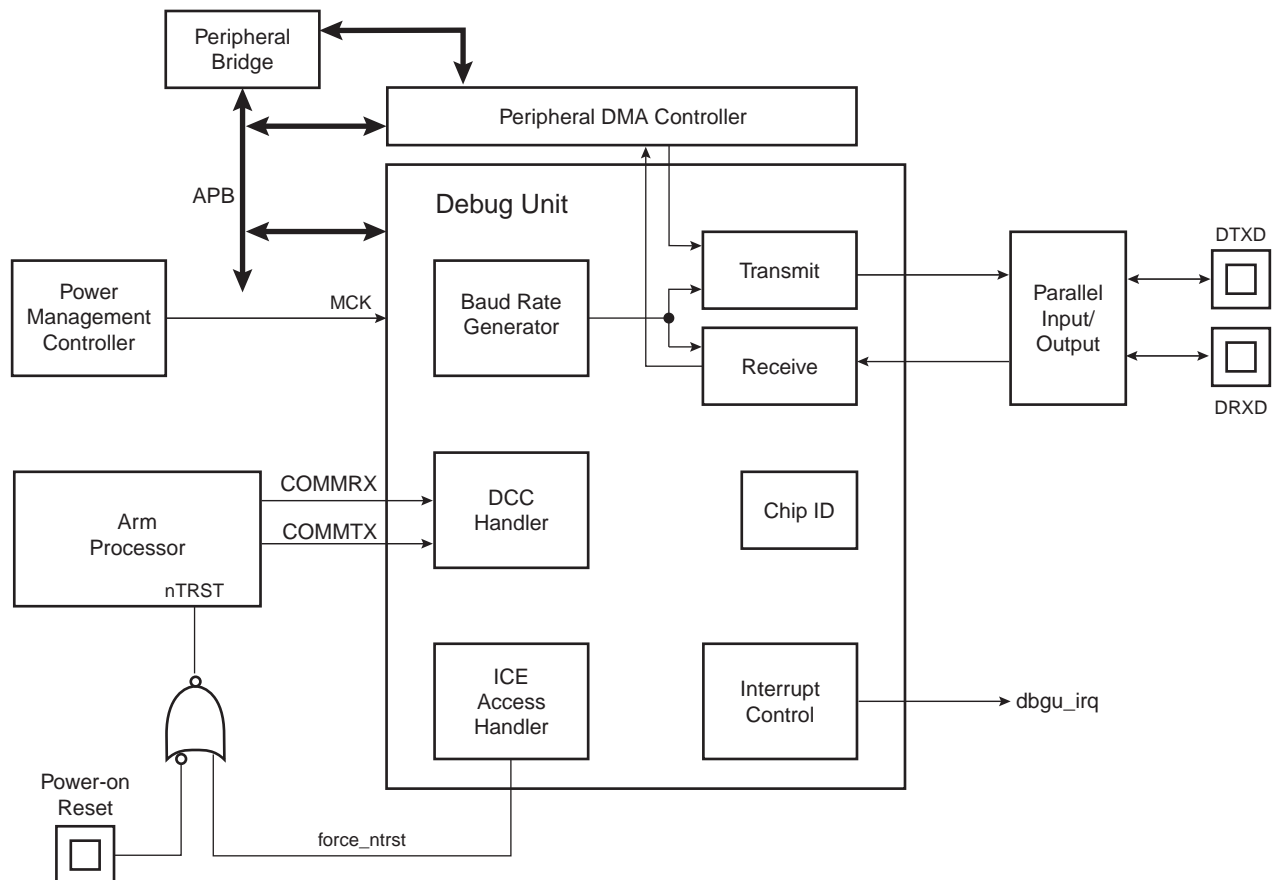 Peripheral
Bridge
Peripheral DMA Controller
APB
Debug Unit
Power
Management
Controller
MCK
Baud Rate
Generator
Transmit
Receive
Parallel
Input/
Output
DTXD
DRXD
Arm
Processor
nTRST
COMMRX
COMMTX
DCC
Handler
Chip ID
ICE
Access
Handler
Interrupt
Control
dbgu_irq
Power-on
Reset
force_ntrst